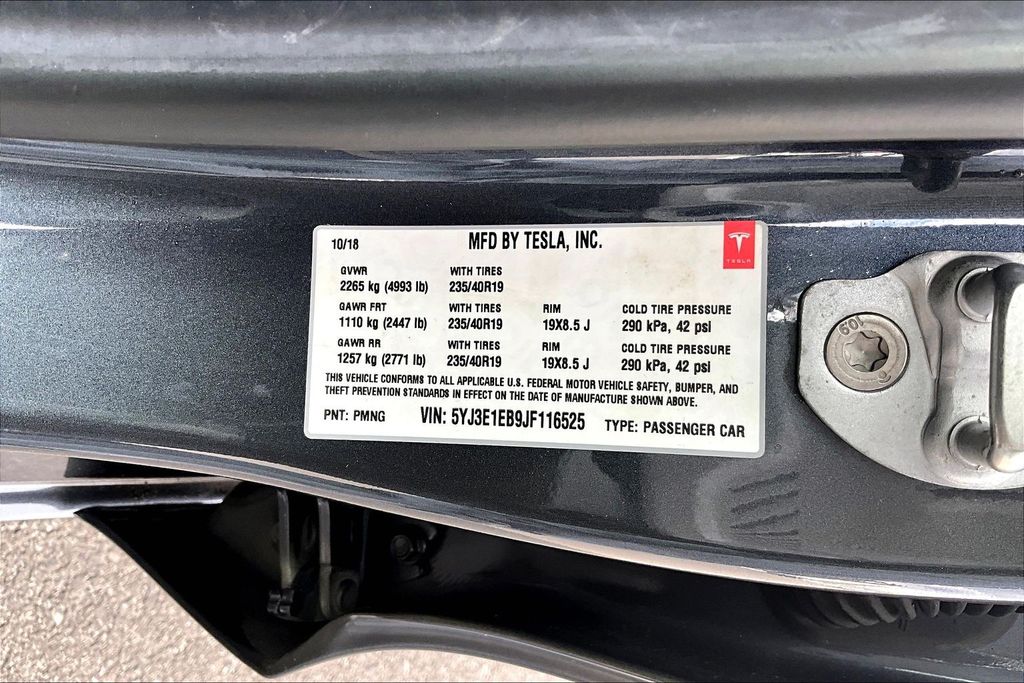 10/18 MFD BY TESLA, INC.
TESLA
GVWR WITH TIRES
2265 kg (4993 lb) 235/40R19
GAWR FRT WITH TIRES RIM COLD TIRE PRESSURE
1110 kg (2447 lb) 235/40R19 19X8.5 J 290 kPa, 42 psi
GAWR RR WITH TIRES RIM COLD TIRE PRESSURE
1257 kg (2771 lb) 235/40R19 19X8.5 J 290 kPa, 42 psi
THIS VEHICLE CONFORMS TO ALL APPLICABLE U.S. FEDERAL MOTOR VEHICLE SAFETY, BUMPER, AND
THEFT PREVENTION STANDARDS IN EFFECT ON THE DATE OF MANUFACTURE SHOWN ABOVE.
PNT: PMNG VIN: 5YJ3E1EB9JF116525 TYPE: PASSENGER CAR